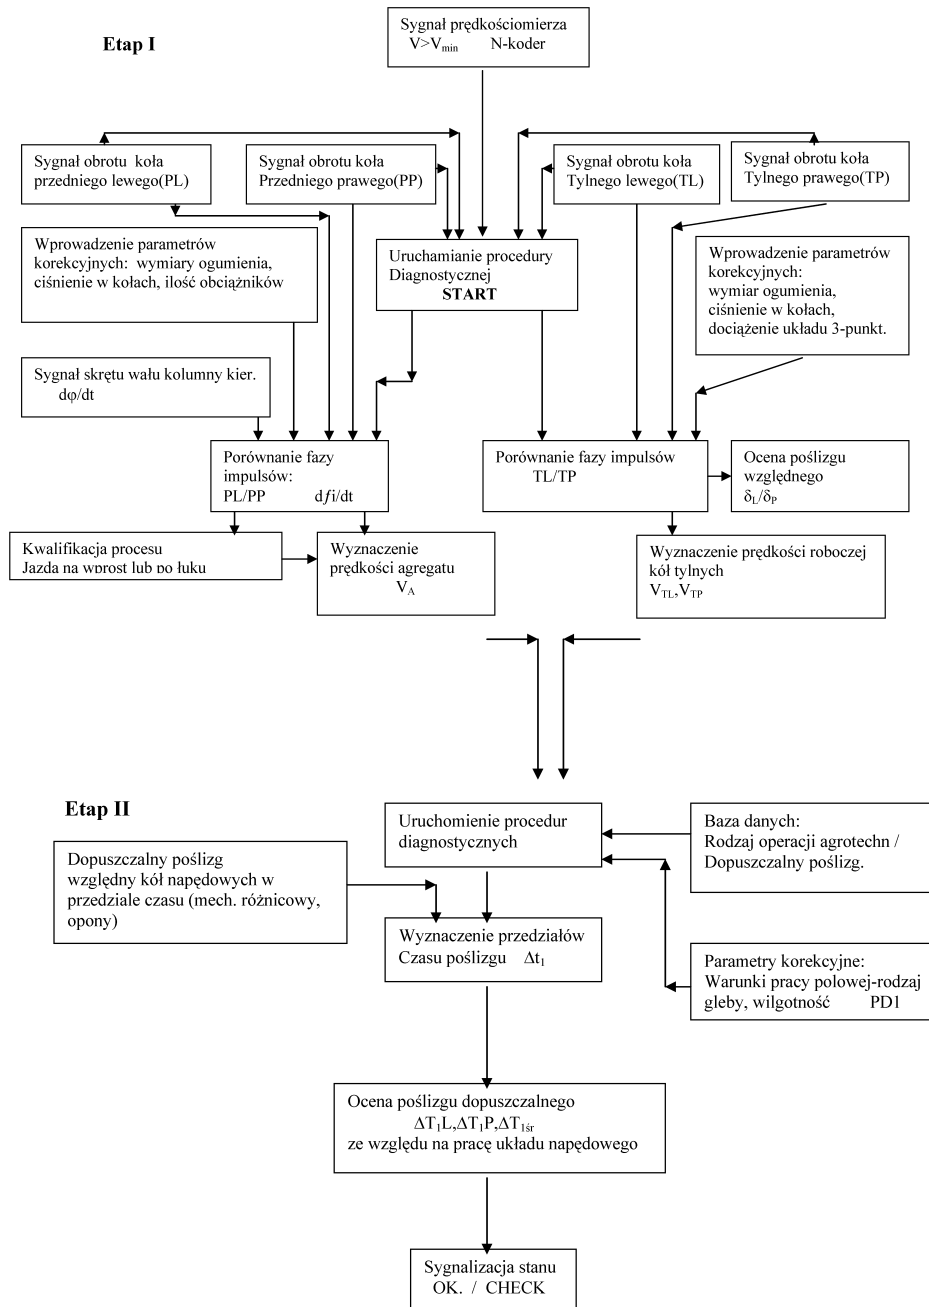 Etap I
Sygnał prędkościomierza
V>Vmin N-koder
Sygnał obrotu koła
przedniego lewego(PL)
Sygnał obrotu koła
Przedniego prawego(PP)
Sygnał obrotu koła
Tylnego lewego(TL)
Sygnał obrotu koła
Tylnego prawego(TP)
Wprowadzenie parametrów
korekcyjnych: wymiary ogumienia,
ciśnienie w kołach, ilość obciążników
Uruchamianie procedury
Diagnostycznej
START
Wprowadzenie parametrów
korekcyjnych:
wymiar ogumienia,
ciśnienie w kołach,
dociążenie układu 3-punkt.
Sygnał skrętu wału kolumny kier.
dφ/dt
Porównanie fazy
impulsów:
PL/PP dfi/dt
Porównanie fazy impulsów
TL/TP
Ocena poślizgu
względnego
δL/δP
Kwalifikacja procesu
Jazda na wprost lub po łuku
Wyznaczenie
prędkości agregatu
VA
Wyznaczenie prędkości roboczej
kół tylnych
VTL,VTP
Etap II
Uruchomienie procedur
diagnostycznych
Baza danych:
Rodzaj operacji agrotechn /
Dopuszczalny poślizg.
Dopuszczalny poślizg
względny kół napędowych w
przedziale czasu (mech. różnicowy,
opony)
Wyznaczenie przedziałów
Czasu poślizgu Δt1
Parametry korekcyjne:
Warunki pracy polowej-rodzaj
gleby, wilgotność PD1
Ocena poślizgu dopuszczalnego
ΔT1L,ΔT1P,ΔT1śr
ze względu na pracę układu napędowego
Sygnalizacja stanu
OK. / CHECK